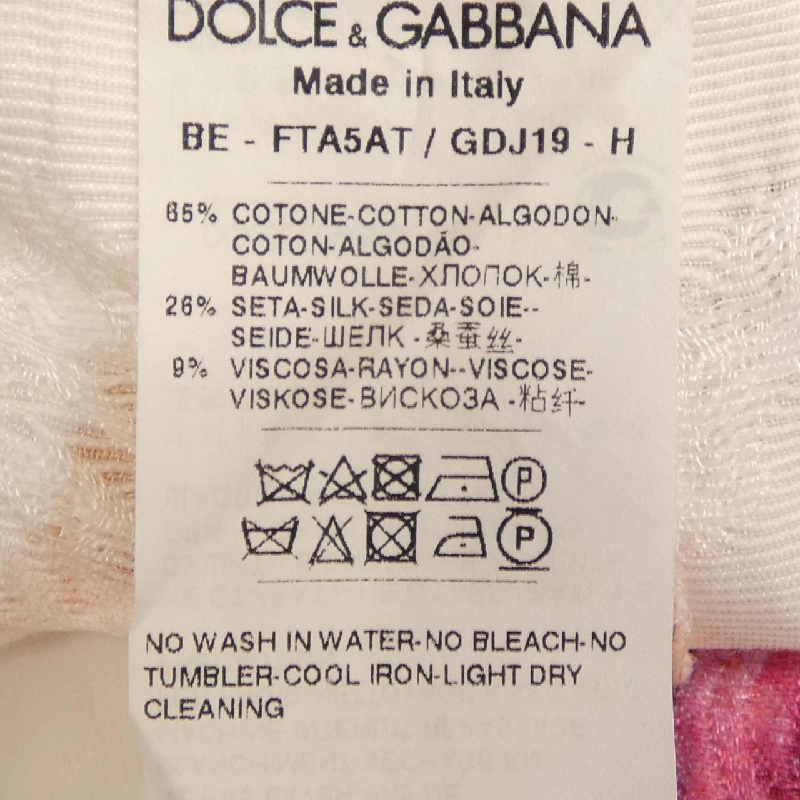 DOLCE & GABBANA
Made in Italy
BE - FTA5AT / GDJ19 - H
65% COTONE-COTTON-ALGODON-
COTON-ALGODÃO-
BAUMWOLLE-ХЛОПОК-棉-
26% SETA-SILK-SEDA-SOIE--
SEIDE-ШЕЛК -桑蚕丝-
9% VISCOSA-RAYON--VISCOSE-
VISKOSE-ВИСКОЗА -粘纤-
P
P
NO WASH IN WATER-NO BLEACH-NO
TUMBLER-COOL IRON-LIGHT DRY
CLEANING